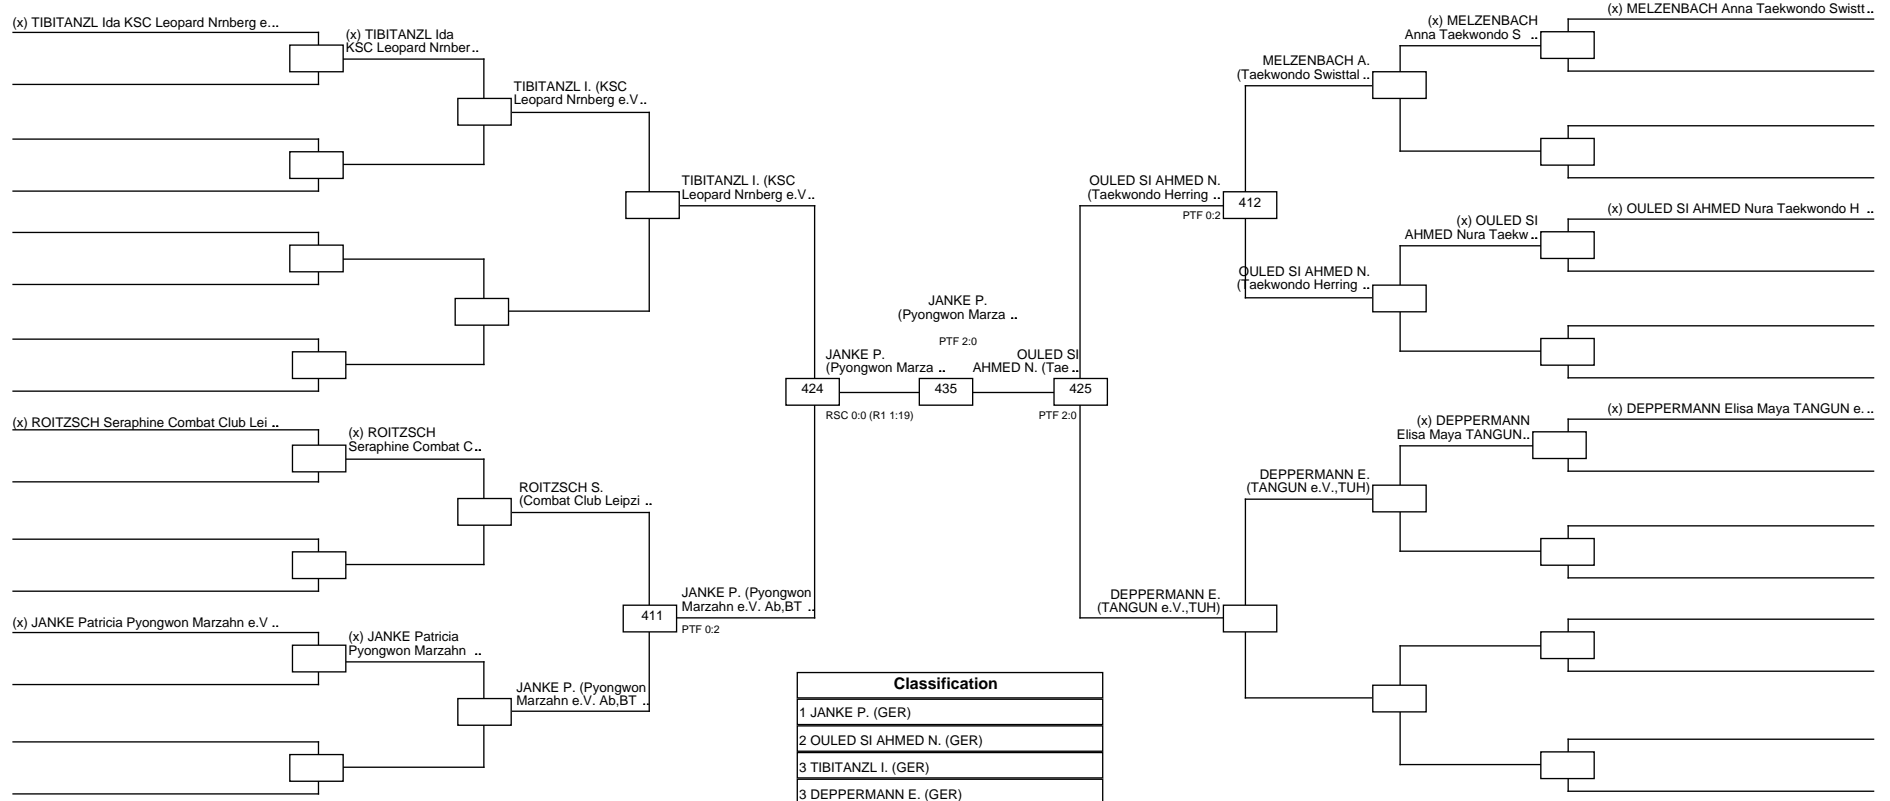 (x) TIBITANZL Ida KSC Leopard Nrnberg e...
(x) TIBITANZL Ida
KSC Leopard Nrnber..
TIBITANZL I. (KSC
Leopard Nrnberg e.V..
TIBITANZL I. (KSC
Leopard Nrnberg e.V..
(x) ROITZSCH Seraphine Combat Club Lei ..
(x) ROITZSCH
Seraphine Combat C..
ROITZSCH S.
(Combat Club Leipzi ..
(x) JANKE Patricia Pyongwon Marzahn e.V ..
(x) JANKE Patricia
Pyongwon Marzahn ..
JANKE P. (Pyongwon
Marzahn e.V. Ab,BT ..
411
JANKE P. (Pyongwon
Marzahn e.V. Ab,BT ..
PTF 0:2
424
JANKE P.
(Pyongwon Marza ..
RSC 0:0 (R1 1:19)
JANKE P.
(Pyongwon Marza ..
PTF 2:0
435
OULED SI
AHMED N. (Tae ..
425
PTF 2:0
OULED SI AHMED N.
(Taekwondo Herring ..
PTF 0:2
412
MELZENBACH A.
(Taekwondo Swisttal ..
(x) MELZENBACH
Anna Taekwondo S ..
(x) MELZENBACH Anna Taekwondo Swistt..
OULED SI AHMED N.
(Taekwondo Herring ..
(x) OULED SI
AHMED Nura Taekw ..
(x) OULED SI AHMED Nura Taekwondo H ..
DEPPERMANN E.
(TANGUN e.V.,TUH)
DEPPERMANN E.
(TANGUN e.V.,TUH)
(x) DEPPERMANN
Elisa Maya TANGUN..
(x) DEPPERMANN Elisa Maya TANGUN e. ..
Classification
1 JANKE P. (GER)
2 OULED SI AHMED N. (GER)
3 TIBITANZL I. (GER)
3 DEPPERMANN E. (GER)